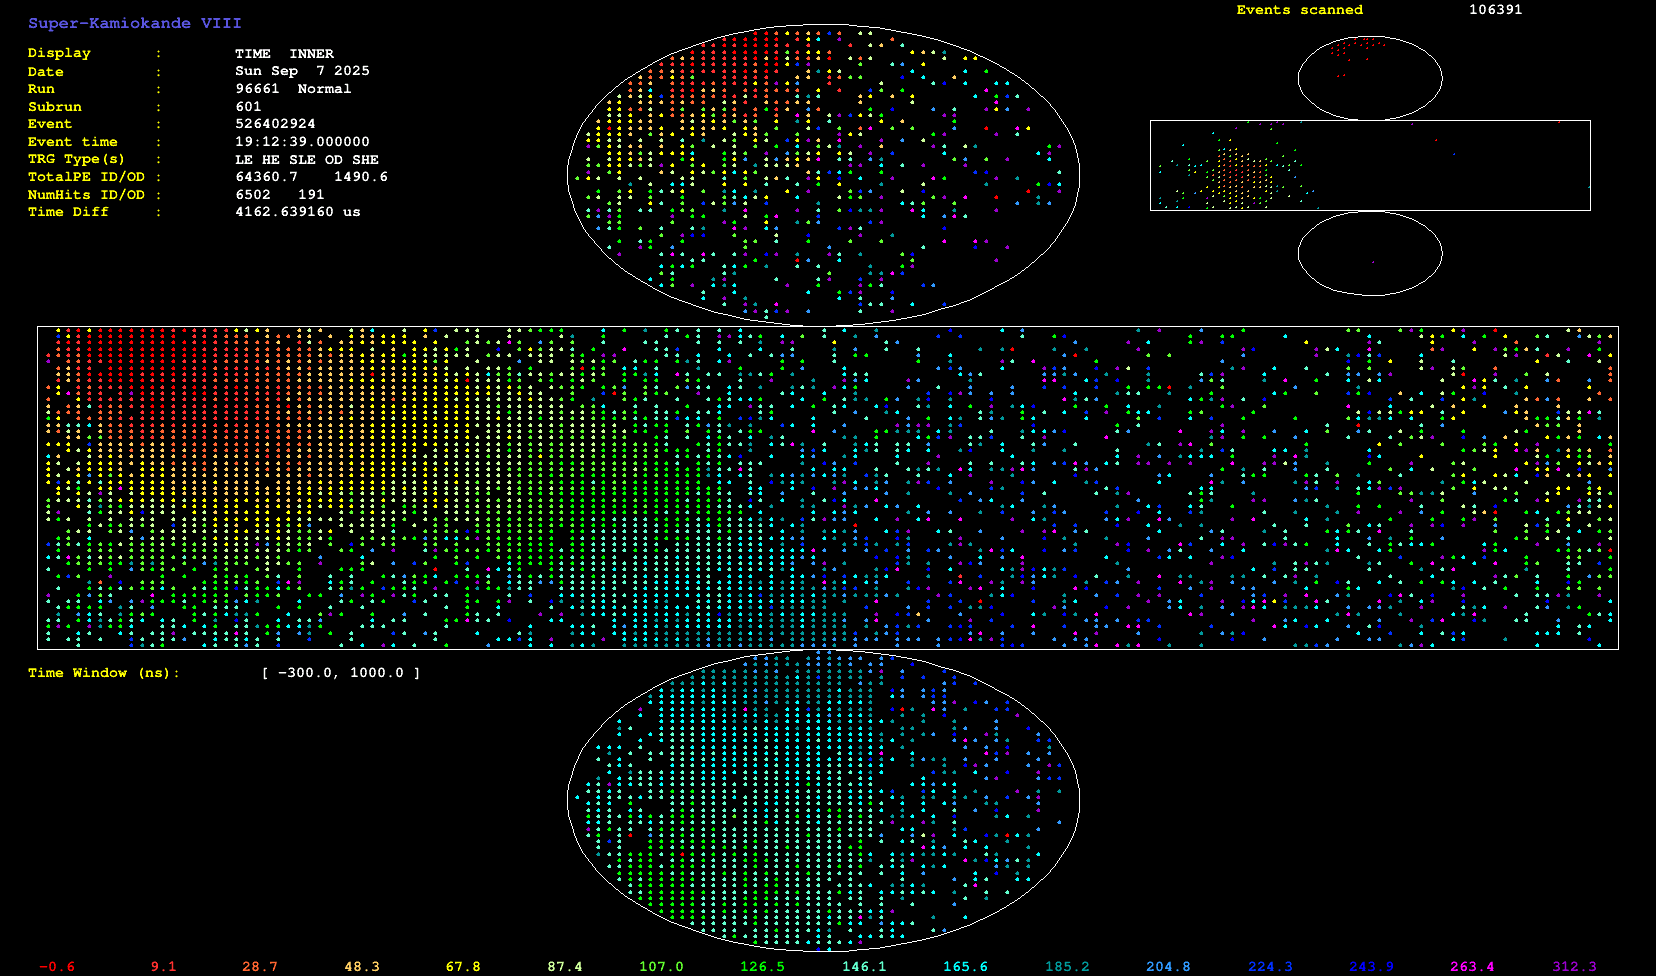 Super-Kamiokande VIII
Events scanned 106391
Display : TIME INNER
Date : Sun Sep 7 2025
Run : 96661 Normal
Subrun : 601
Event : 526402924
Event time : 19:12:39.000000
TRG Type(s) : LE HE SLE OD SHE
TotalPE ID/OD : 64360.7 1490.6
NumHits ID/OD : 6502 191
Time Diff : 4162.639160 us
Time Window (ns): [ -300.0, 1000.0 ]
-0.6 9.1 28.7 48.3 67.8 87.4 107.0 126.5 146.1 165.6 185.2 204.8 224.3 243.9 263.4 312.3